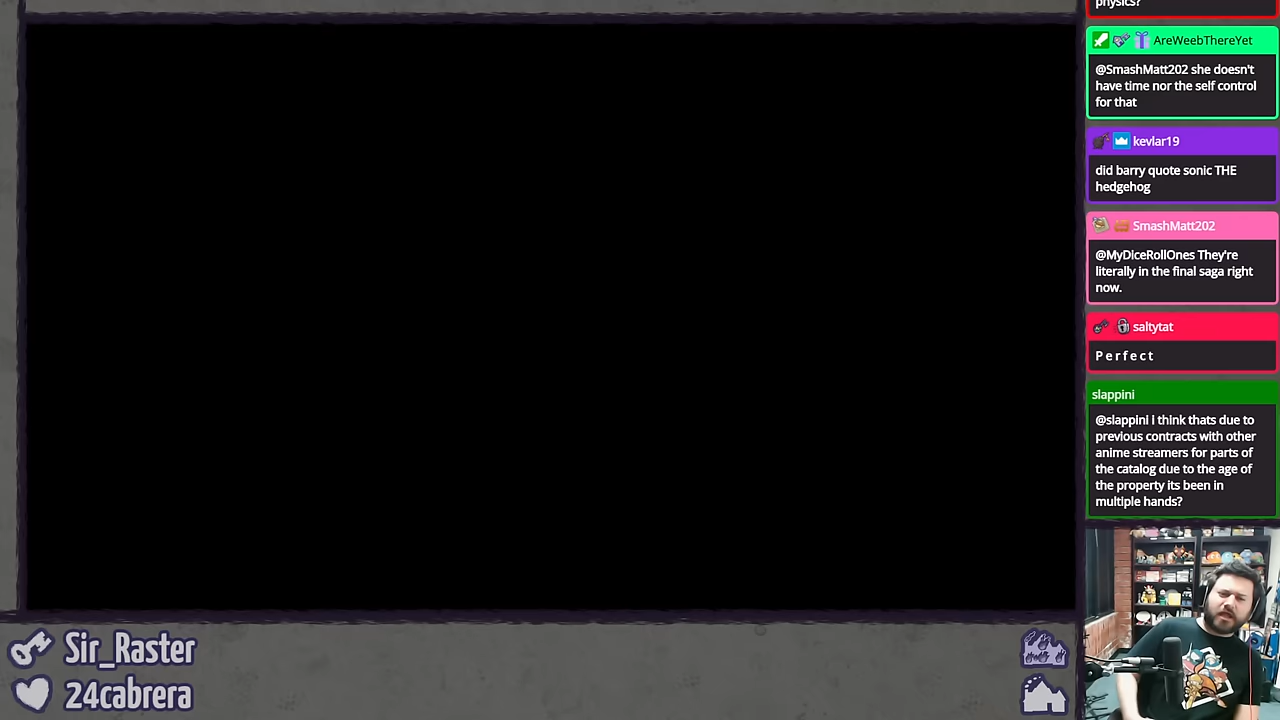 physics?
AreWeebThereYet
@SmashMatt202 she doesn't
have time nor the self control
for that
kevlar19
did barry quote sonic THE
hedgehog
SmashMatt202
@MyDiceRollOnes They're
literally in the final saga right
now.
saltytat
P e r f e c t
slappini
@slappini i think thats due to
previous contracts with other
anime streamers for parts of
the catalog due to the age of
the property its been in
multiple hands?
Sir_Raster
24cabrera